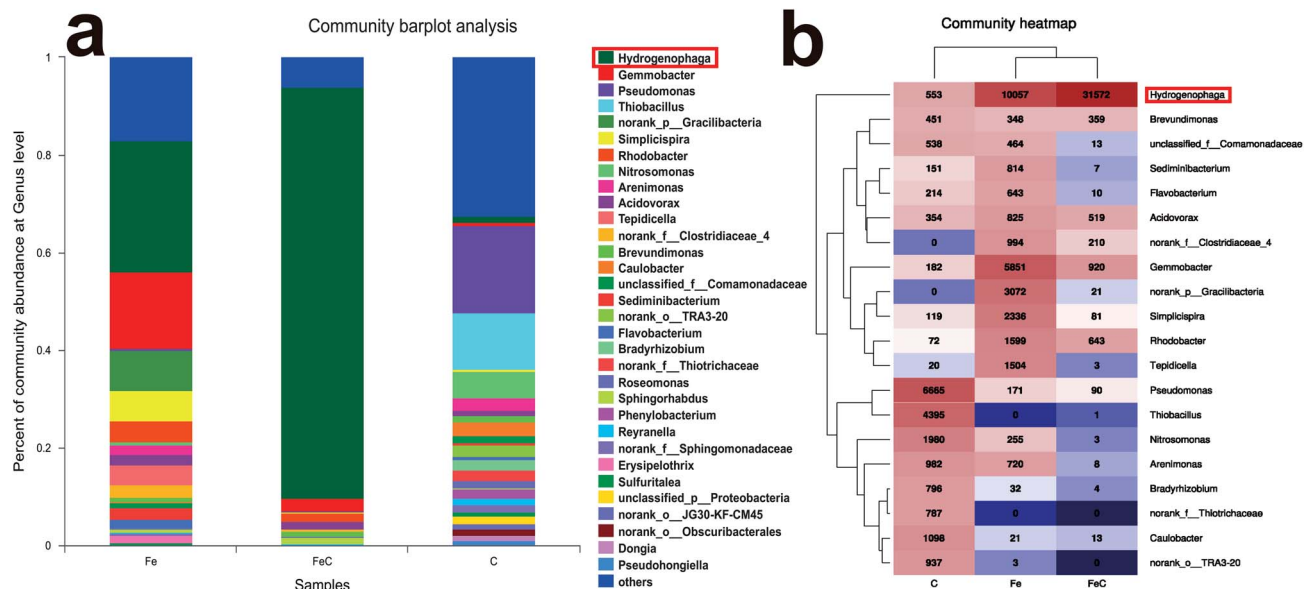 a
Community barplot analysis
Percent of community abundance at Genus level
1
0.8
0.6
0.4
0.2
0
Fe
FeC
C
Samples
Hydrogenophaga
Gemmobacter
Pseudomonas
Thiobacillus
norank_p__Gracilibacteria
Simplicispira
Rhodobacter
Nitrosomonas
Arenimonas
Acidovorax
Tepidicella
norank_f__Clostridiaceae_4
Brevundimonas
Caulobacter
unclassified_f__Comamonadaceae
Sediminibacterium
norank_o__TRA3-20
Flavobacterium
Bradyrhizobium
norank_f__Thiotrichaceae
Roseomonas
Sphingorhabdus
Phenylobacterium
Reyranella
norank_f__Sphingomonadaceae
Erysipelothrix
Sulfuritalea
unclassified_p__Proteobacteria
norank_o__JG30-KF-CM45
norank_o__Obscuribacterales
Dongia
Pseudohongiella
others
b
Community heatmap
553 10057 31572 Hydrogenophaga
451 348 359 Brevundimonas
538 464 13 unclassified_f__Comamonadaceae
151 814 7 Sediminibacterium
214 643 10 Flavobacterium
354 825 519 Acidovorax
0 994 210 norank_f__Clostridiaceae_4
182 5851 920 Gemmobacter
0 3072 21 norank_p__Gracilibacteria
119 2336 81 Simplicispira
72 1599 643 Rhodobacter
20 1504 3 Tepidicella
6665 171 90 Pseudomonas
4395 0 1 Thiobacillus
1980 255 3 Nitrosomonas
982 720 8 Arenimonas
796 32 4 Bradyrhizobium
787 0 0 norank_f__Thiotrichaceae
1098 21 13 Caulobacter
937 3 0 norank_o__TRA3-20
C Fe FeC